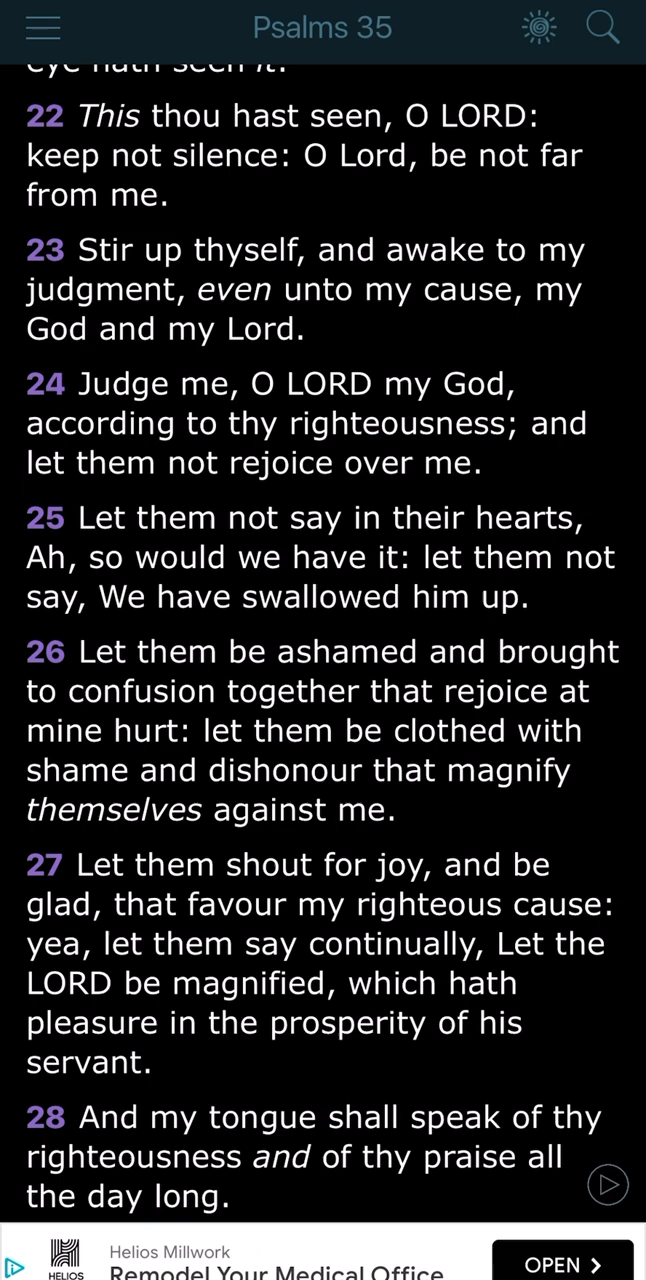 Psalms 35
eye hath seen it.
22 This thou hast seen, O LORD:
keep not silence: O Lord, be not far
from me.
23 Stir up thyself, and awake to my
judgment, even unto my cause, my
God and my Lord.
24 Judge me, O LORD my God,
according to thy righteousness; and
let them not rejoice over me.
25 Let them not say in their hearts,
Ah, so would we have it: let them not
say, We have swallowed him up.
26 Let them be ashamed and brought
to confusion together that rejoice at
mine hurt: let them be clothed with
shame and dishonour that magnify
themselves against me.
27 Let them shout for joy, and be
glad, that favour my righteous cause:
yea, let them say continually, Let the
LORD be magnified, which hath
pleasure in the prosperity of his
servant.
28 And my tongue shall speak of thy
righteousness and of thy praise all
the day long.
Helios Millwork
Remodel Your Medical Office
HELIOS
OPEN